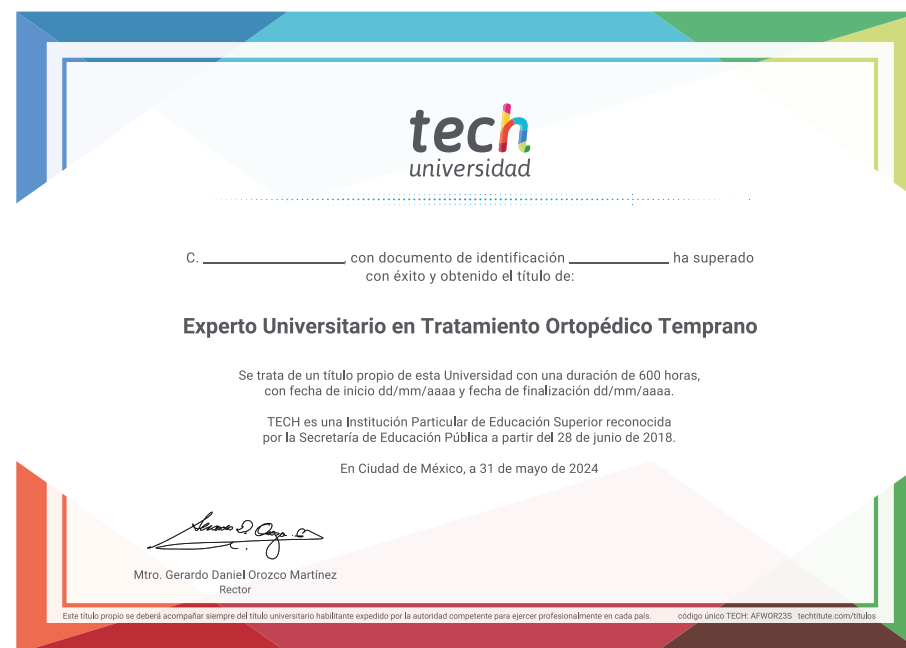 tech
universidad
C. ____________, con documento de identificación _________ ha superado
con éxito y obtenido el título de:
Experto Universitario en Tratamiento Ortopédico Temprano
Se trata de un título propio de esta Universidad con una duración de 600 horas,
con fecha de inicio dd/mm/aaaa y fecha de finalización dd/mm/aaaa.
TECH es una Institución Particular de Educación Superior reconocida
por la Secretaría de Educación Pública a partir del 28 de junio de 2018.
En Ciudad de México, a 31 de mayo de 2024
Mtro. Gerardo Daniel Orozco Martínez
Rector
Este título propio se deberá acompañar siempre del título universitario habilitante expedido por la autoridad competente para ejercer profesionalmente en cada país. código único TECH: AFWOR23S techtitute.com/titulos